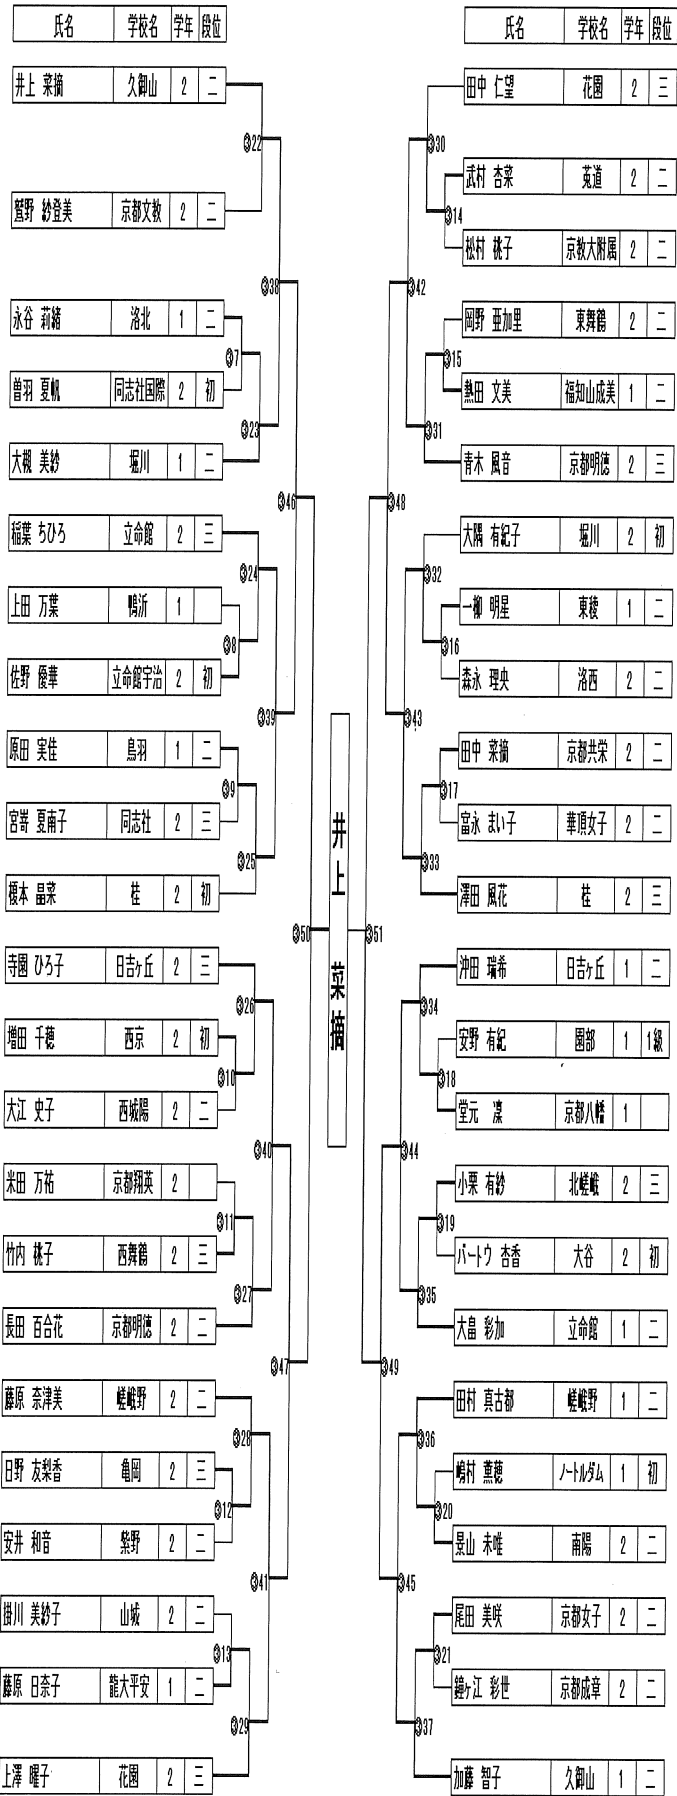 氏名 学校名 学年 段位
井上 菜摘 久御山 2 二
鷲野 紗登美 京都文教 2 二
永谷 莉緒 洛北 1 二
曽羽 夏帆 同志社国際 2 初
大槻 美紗 堀川 1 二
稲葉 ちひろ 立命館 2 三
上田 万葉 鴨沂 1
佐野 優華 立命館宇治 2 初
原田 実佳 鳥羽 1 二
宮嵜 夏南子 同志社 2 三
榎本 晶菜 桂 2 初
寺園 ひろ子 日吉ヶ丘 2 三
増田 千穂 西京 2 初
大江 史子 西城陽 2 二
米田 万祐 京都翔英 2
竹内 桃子 西舞鶴 2 三
長田 百合花 京都明徳 2 二
藤原 奈津美 嵯峨野 2 二
日野 友梨香 亀岡 2 三
安井 和音 紫野 2 二
掛川 美紗子 山城 2 二
藤原 日奈子 龍大平安 1 二
上澤 曜子 花園 2 三
③22
③38
③7
③23
③46
③24
③8
③39
③9
③25
③50
③26
③10
③40
③11
③27
③47
③28
③12
③41
③13
③29
井上 菜摘
氏名 学校名 学年 段位
田中 仁望 花園 2 三
武村 杏菜 莵道 2 二
松村 桃子 京教大附属 2 二
岡野 亜加里 東舞鶴 2 二
熱田 文美 福知山成美 1 二
青木 風音 京都明徳 2 三
大隅 有紀子 堀川 2 初
一柳 明星 東稜 1 二
森永 理央 洛西 2 二
田中 菜摘 京都共栄 2 二
富永 まい子 華頂女子 2 二
澤田 風花 桂 2 三
沖田 瑞希 日吉ヶ丘 1 二
安野 有紀 園部 1 1級
堂元 凜 京都八幡 1
小栗 有紗 北嵯峨 2 三
バートウ 杏香 大谷 2 初
大畠 彩加 立命館 1 二
田村 真古都 嵯峨野 1 二
嶋村 薫穂 ノートルダム 1 初
景山 未唯 南陽 2 二
尾田 美咲 京都女子 2 二
鐘ヶ江 彩世 京都成章 2 二
加藤 智子 久御山 1 二
③30
③14
③42
③15
③31
③48
③32
③16
③43
③17
③33
③51
③34
③18
③44
③19
③35
③49
③36
③20
③45
③21
③37